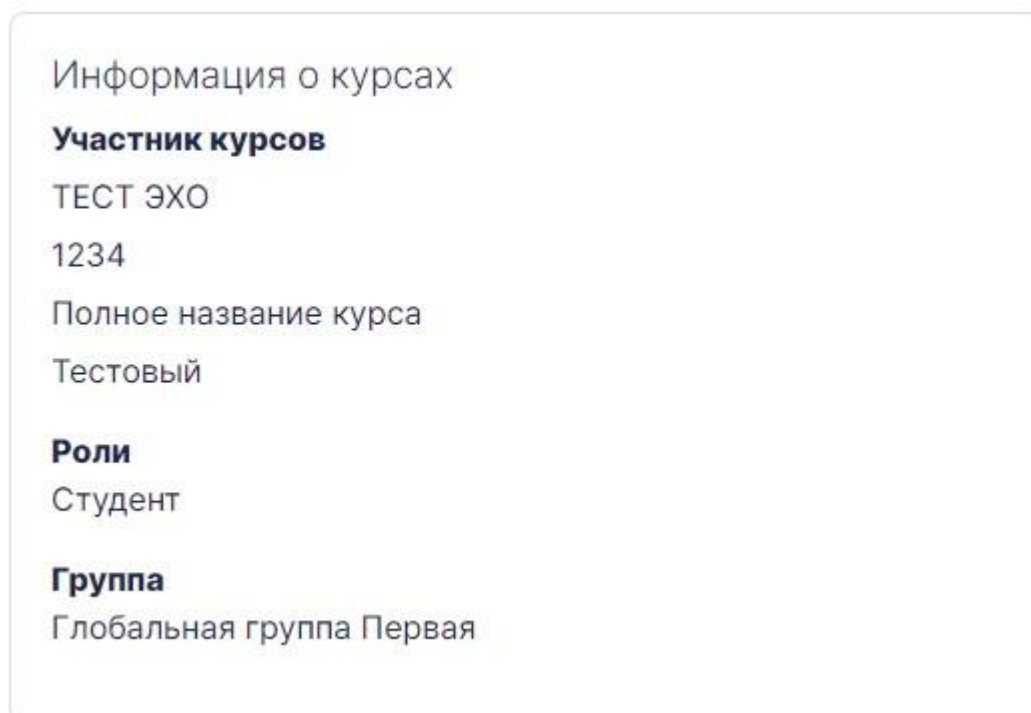 Информация о курсах
Участник курсов
ТЕСТ ЭХО
1234
Полное название курса
Тестовый
Роли
Студент
Группа
Глобальная группа Первая